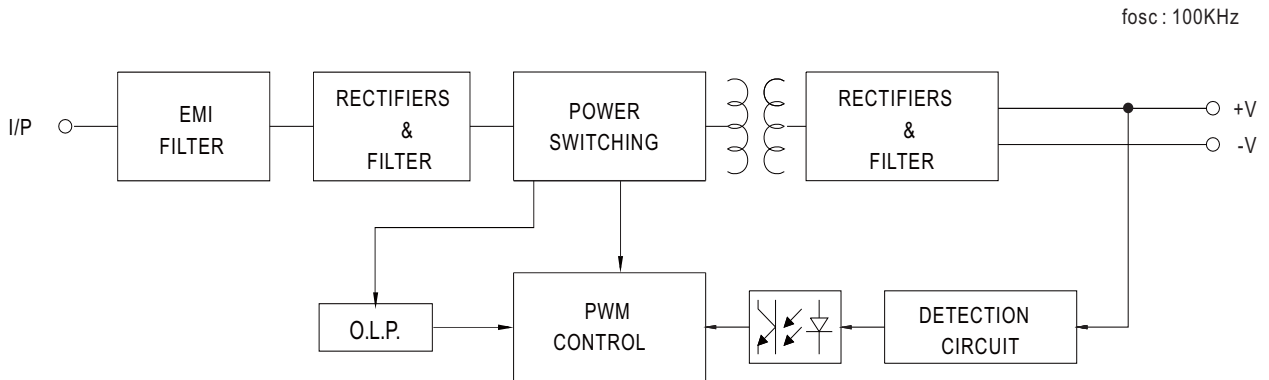 fosc : 100KHz
I/P
EMI
FILTER
RECTIFIERS
&
FILTER
POWER
SWITCHING
RECTIFIERS
&
FILTER
+V
-V
O.L.P.
PWM
CONTROL
DETECTION
CIRCUIT